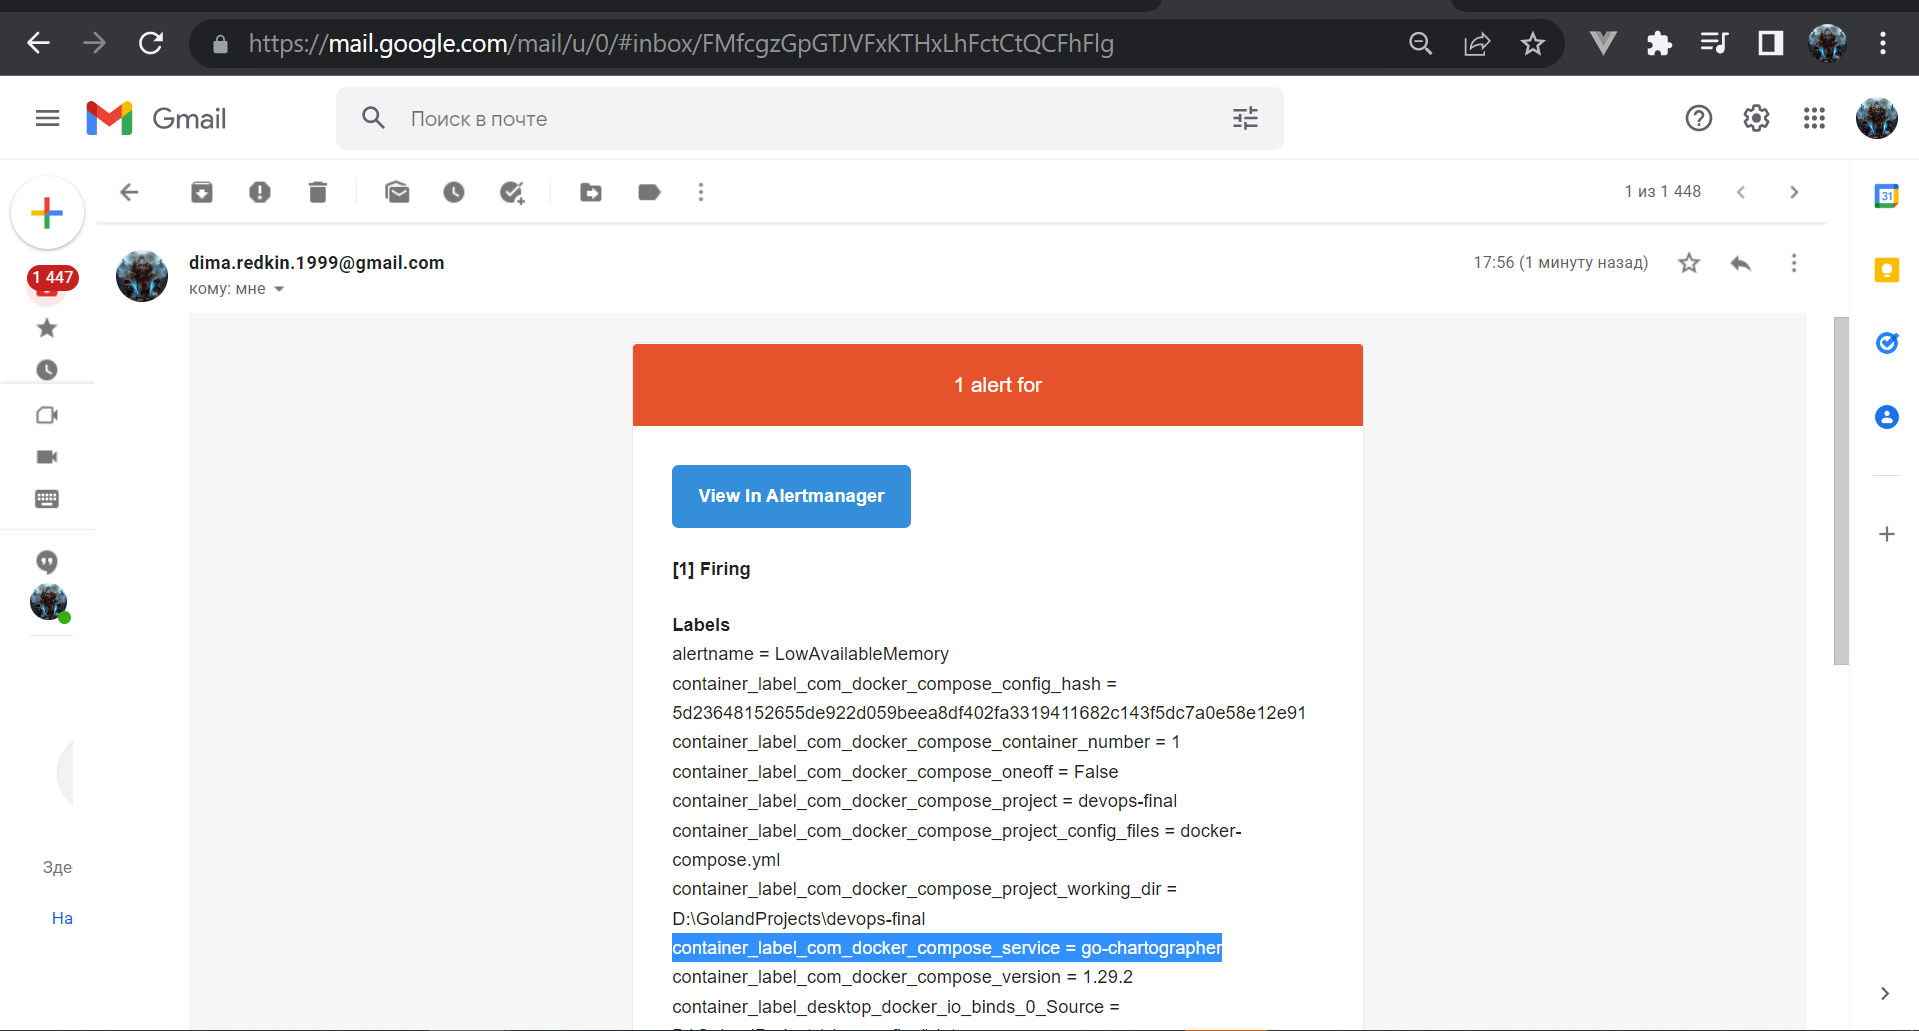 https://mail.google.com/mail/u/0/#inbox/FMfcgzGpGTJVFxKTHxLhFctCtQCFhFlg
Gmail
Поиск в почте
1 из 1 448
31
1 447
dima.redkin.1999@gmail.com
17:56 (1 минуту назад)
кому: мне
1 alert for
View In Alertmanager
[1] Firing
Labels
alertname = LowAvailableMemory
container_label_com_docker_compose_config_hash =
5d23648152655de922d059beea8df402fa3319411682c143f5dc7a0e58e12e91
container_label_com_docker_compose_container_number = 1
container_label_com_docker_compose_oneoff = False
container_label_com_docker_compose_project = devops-final
container_label_com_docker_compose_project_config_files = docker-
compose.yml
container_label_com_docker_compose_project_working_dir =
D:\GolandProjects\devops-final
container_label_com_docker_compose_service = go-chartographer
container_label_com_docker_compose_version = 1.29.2
container_label_desktop_docker_io_binds_0_Source =
Зде
На